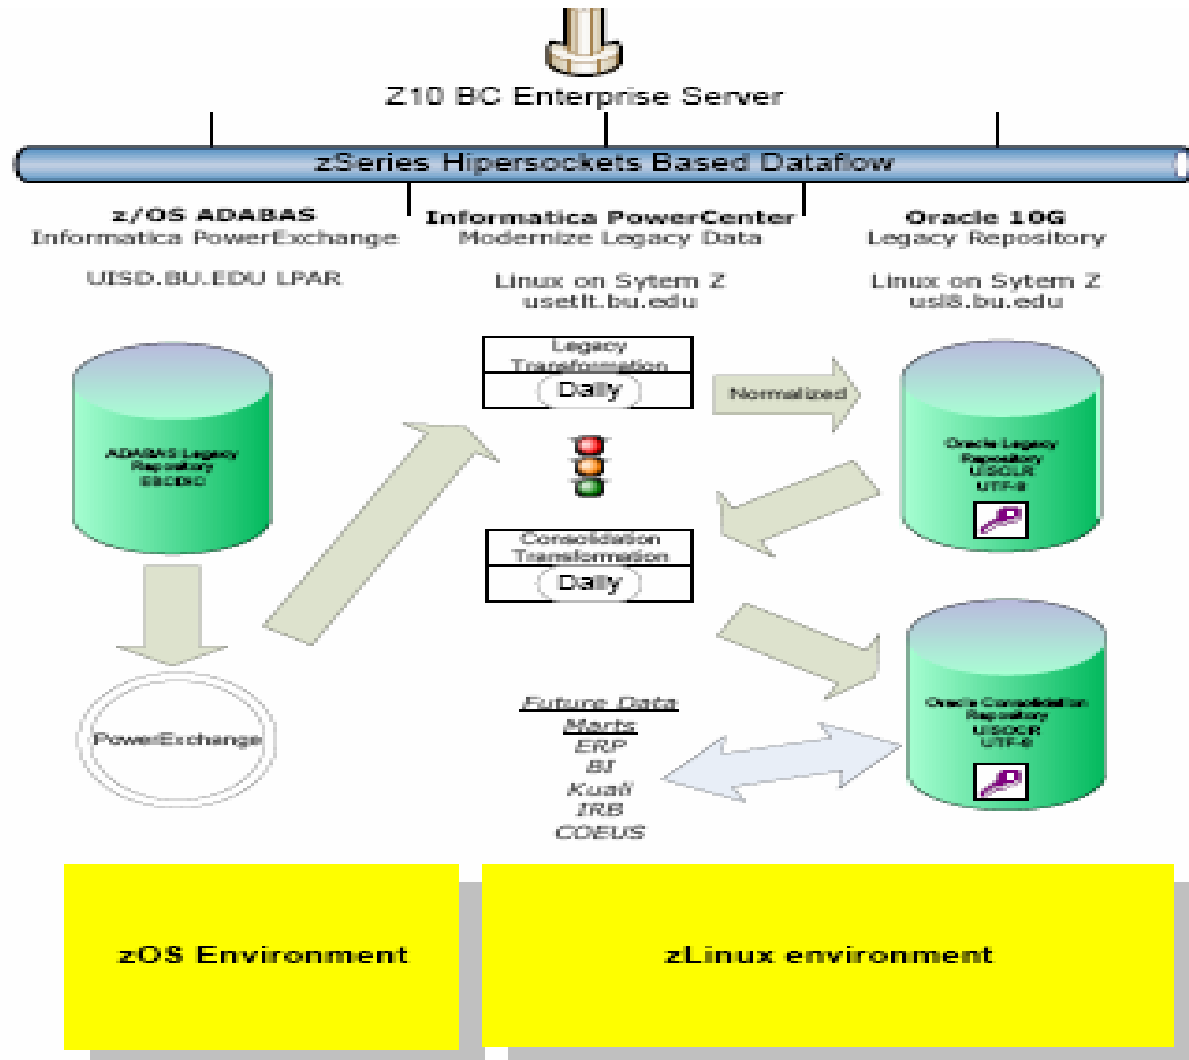 Z10 BC Enterprise Server
zSeries Hipersockets Based Dataflow
z/OS ADABAS
Informatica PowerExchange
UISD.BU.EDU LPAR
Informatica PowerCenter
Modernize Legacy Data
Linux on Sytem Z
usetlt.bu.edu
Oracle 10G
Legacy Repository
Linux on Sytem Z
usl8.bu.edu
Legacy
Transformation
Daily
Normalized
ADABAS Legacy
Repository
EBCDIC
Oracle Legacy
Repository
UISOLR
UTF-8
Consolidation
Transformation
Daily
PowerExchange
Future Data
Marts
ERP
BI
Kuali
IRB
COEUS
Oracle Consolidation
Repository
UISOCR
UTF-8
zOS Environment
zLinux environment